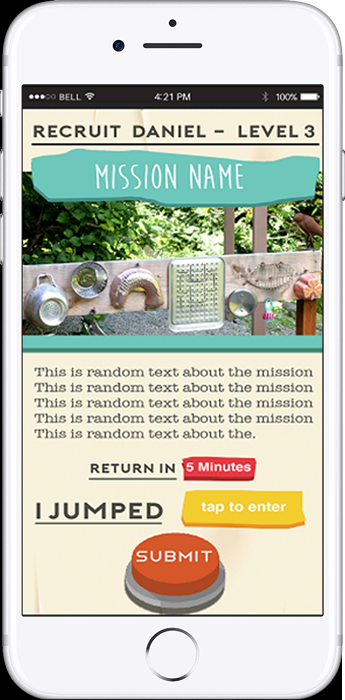 BELL 4:21 PM 100%
RECRUIT DANIEL - LEVEL 3
MISSION NAME
This is random text about the mission
This is random text about the mission
This is random text about the mission
This is random text about the mission
This is random text about the.
RETURN IN 5 Minutes
I JUMPED tap to enter
SUBMIT